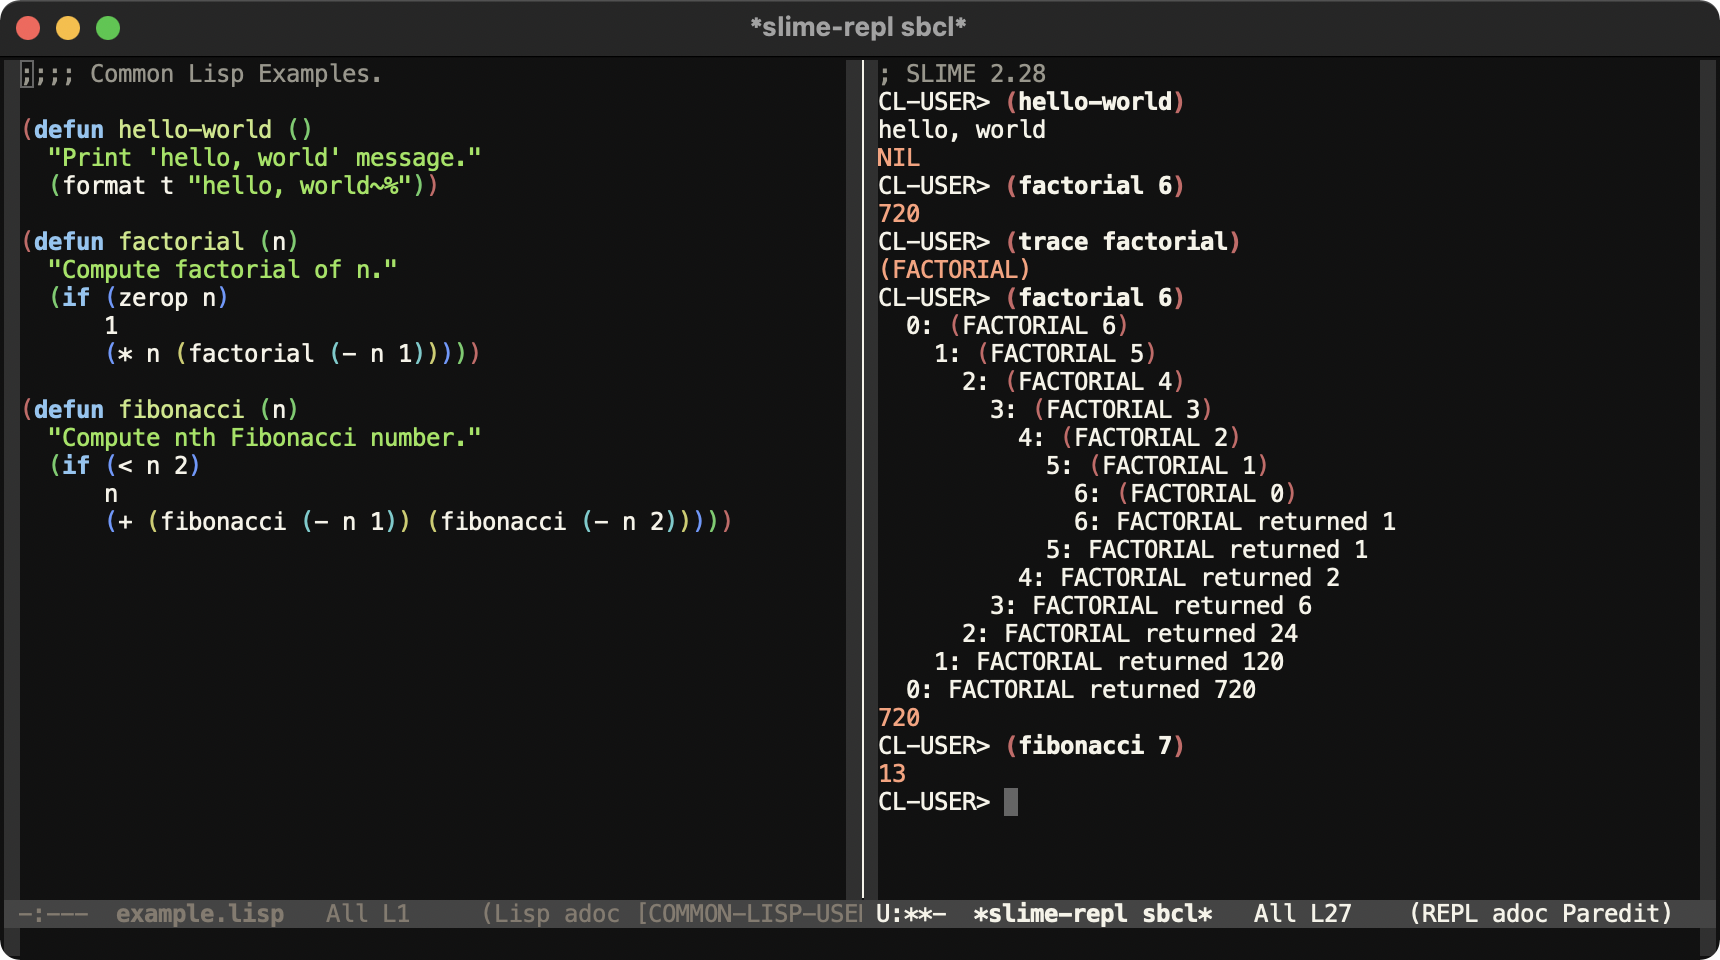 *slime-repl sbcl*
;;;; Common Lisp Examples.
(defun hello-world ()
  "Print 'hello, world' message."
  (format t "hello, world~%"))
(defun factorial (n)
  "Compute factorial of n."
  (if (zerop n)
      1
      (* n (factorial (- n 1)))))
(defun fibonacci (n)
  "Compute nth Fibonacci number."
  (if (< n 2)
      n
      (+ (fibonacci (- n 1)) (fibonacci (- n 2)))))
-:---  example.lisp   All L1     (Lisp adoc [COMMON-LISP-USER
; SLIME 2.28
CL-USER> (hello-world)
hello, world
NIL
CL-USER> (factorial 6)
720
CL-USER> (trace factorial)
(FACTORIAL)
CL-USER> (factorial 6)
  0: (FACTORIAL 6)
    1: (FACTORIAL 5)
      2: (FACTORIAL 4)
        3: (FACTORIAL 3)
          4: (FACTORIAL 2)
            5: (FACTORIAL 1)
              6: (FACTORIAL 0)
              6: FACTORIAL returned 1
            5: FACTORIAL returned 1
          4: FACTORIAL returned 2
        3: FACTORIAL returned 6
      2: FACTORIAL returned 24
    1: FACTORIAL returned 120
  0: FACTORIAL returned 720
720
CL-USER> (fibonacci 7)
13
CL-USER>
U:**-  *slime-repl sbcl*   All L27    (REPL adoc Paredit)